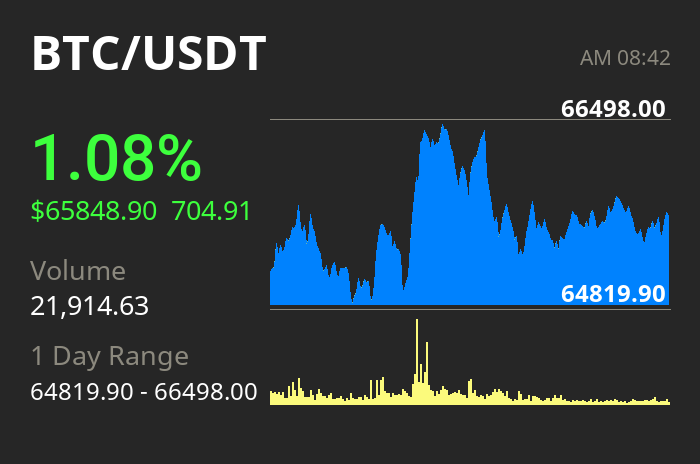 BTC/USDT
AM 08:42
66498.00
1.08%
$65848.90 704.91
Volume
21,914.63
64819.90
1 Day Range
64819.90 - 66498.00